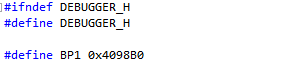 #ifndef DEBUGGER_H
#define DEBUGGER_H
#define BP1 0x4098B0